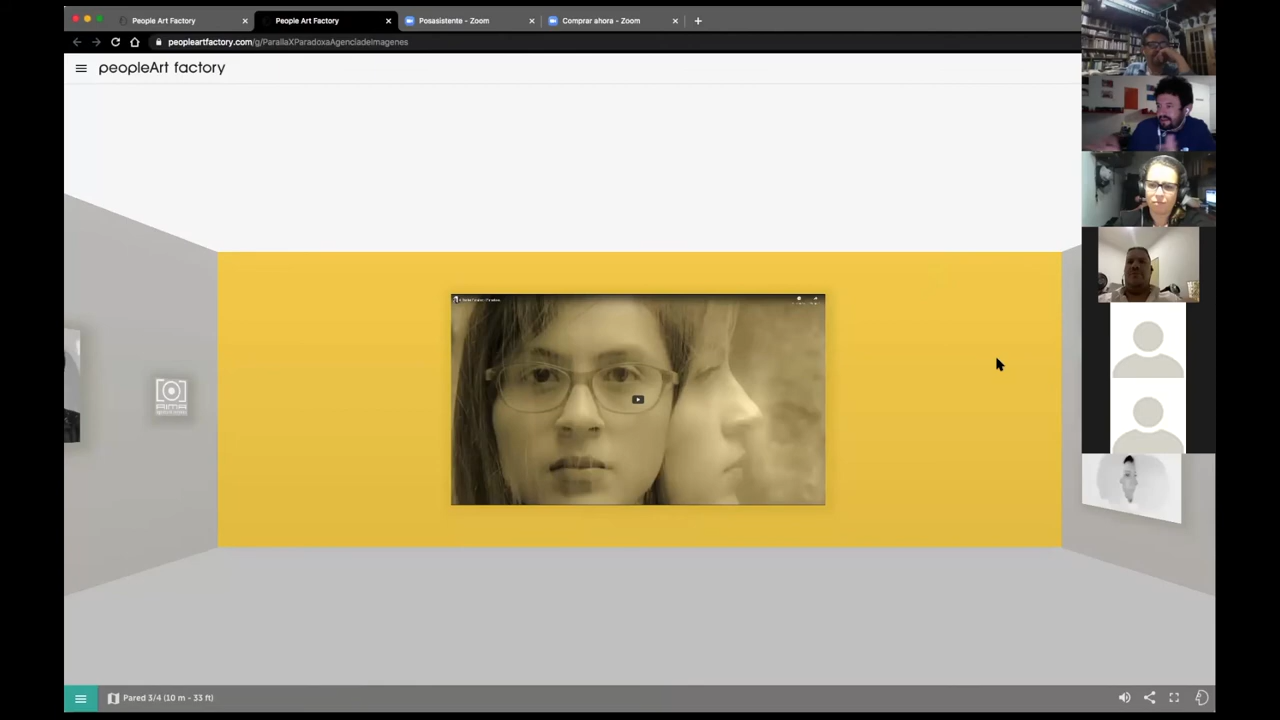 People Art Factory
People Art Factory
Posasistente - Zoom
Comprar ahora - Zoom
peopleartfactory.com/g/ParallaXParadoxaAgenciadeImagenes
peopleArt factory
Pared 3/4 (10 m - 33 ft)